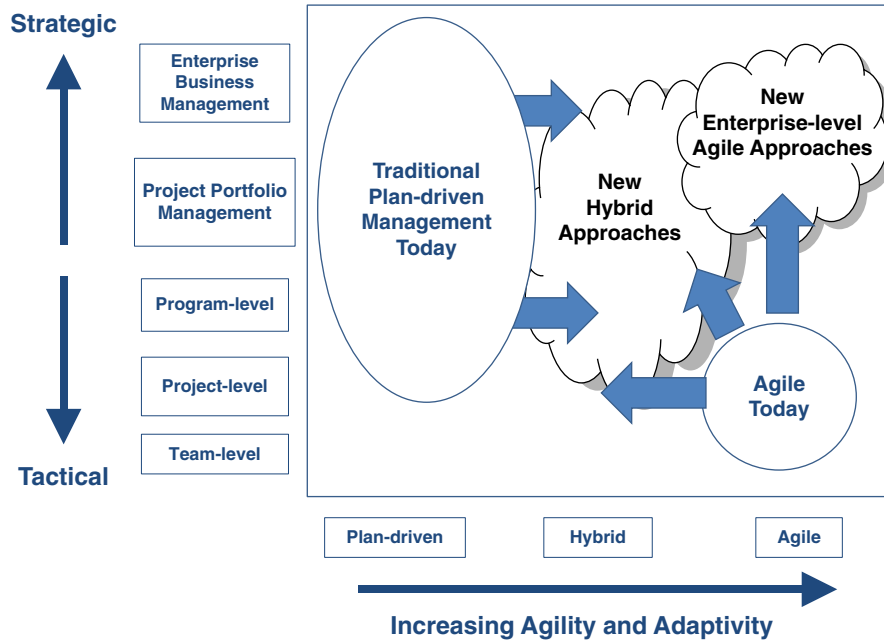 Strategic
Enterprise
Business
Management
Project Portfolio
Management
Program-level
Project-level
Team-level
Tactical
Traditional
Plan-driven
Management
Today
New
Hybrid
Approaches
New
Enterprise-level
Agile Approaches
Agile
Today
Plan-driven
Hybrid
Agile
Increasing Agility and Adaptivity